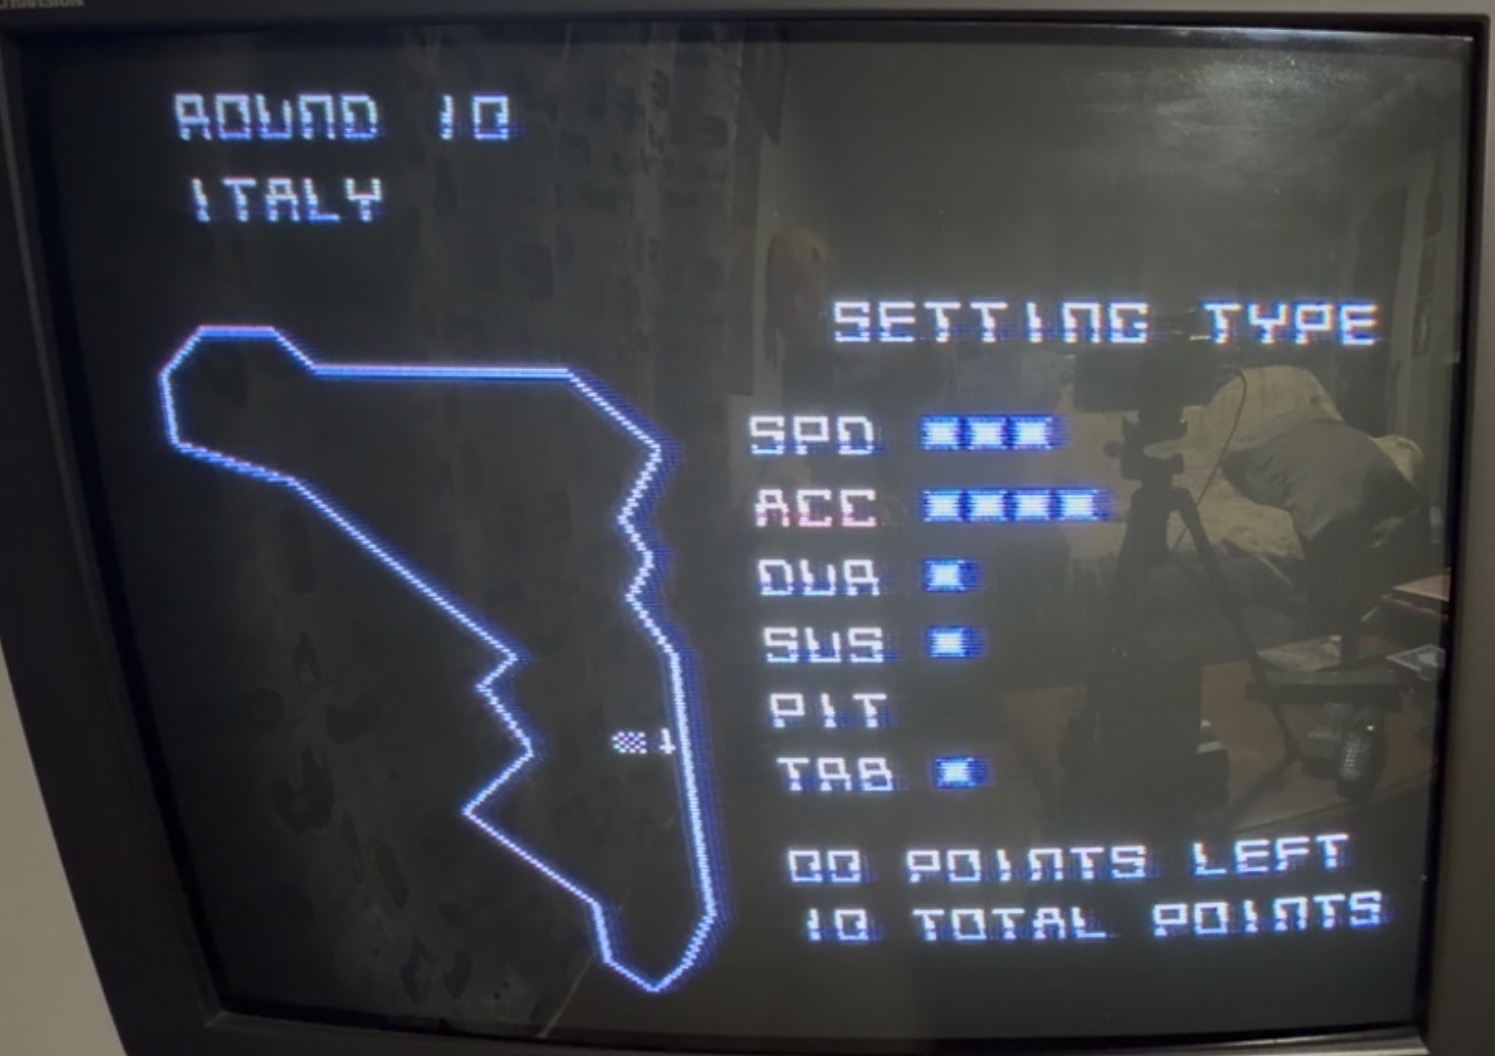 ROUND 10
ITALY
SETTING TYPE
SPD
ACC
DUR
SUS
PIT
TAB
00 POINTS LEFT
10 TOTAL POINTS